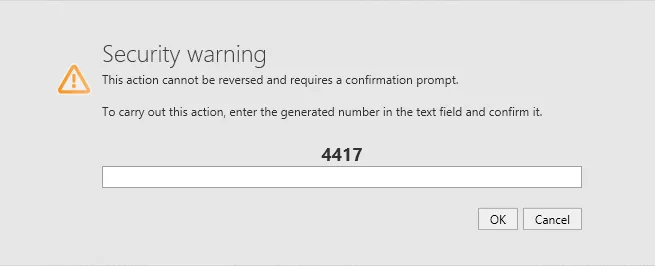 Security warning
This action cannot be reversed and requires a confirmation prompt.
To carry out this action, enter the generated number in the text field and confirm it.
4417
OK Cancel